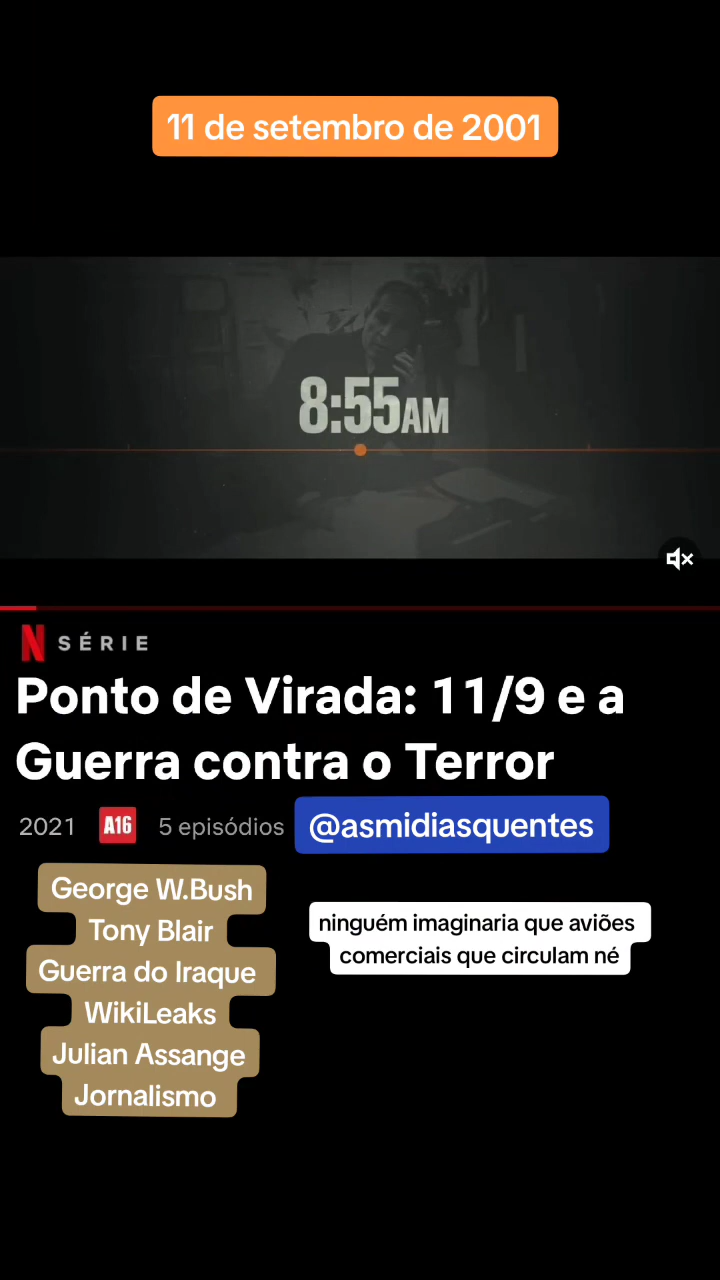 11 de setembro de 2001
8:55AM
N SÉRIE
Ponto de Virada: 11/9 e a
Guerra contra o Terror
2021 A16 5 episódios @asmidiasquentes
George W.Bush
Tony Blair
Guerra do Iraque
WikiLeaks
Julian Assange
Jornalismo
ninguém imaginaria que aviões
comerciais que circulam né